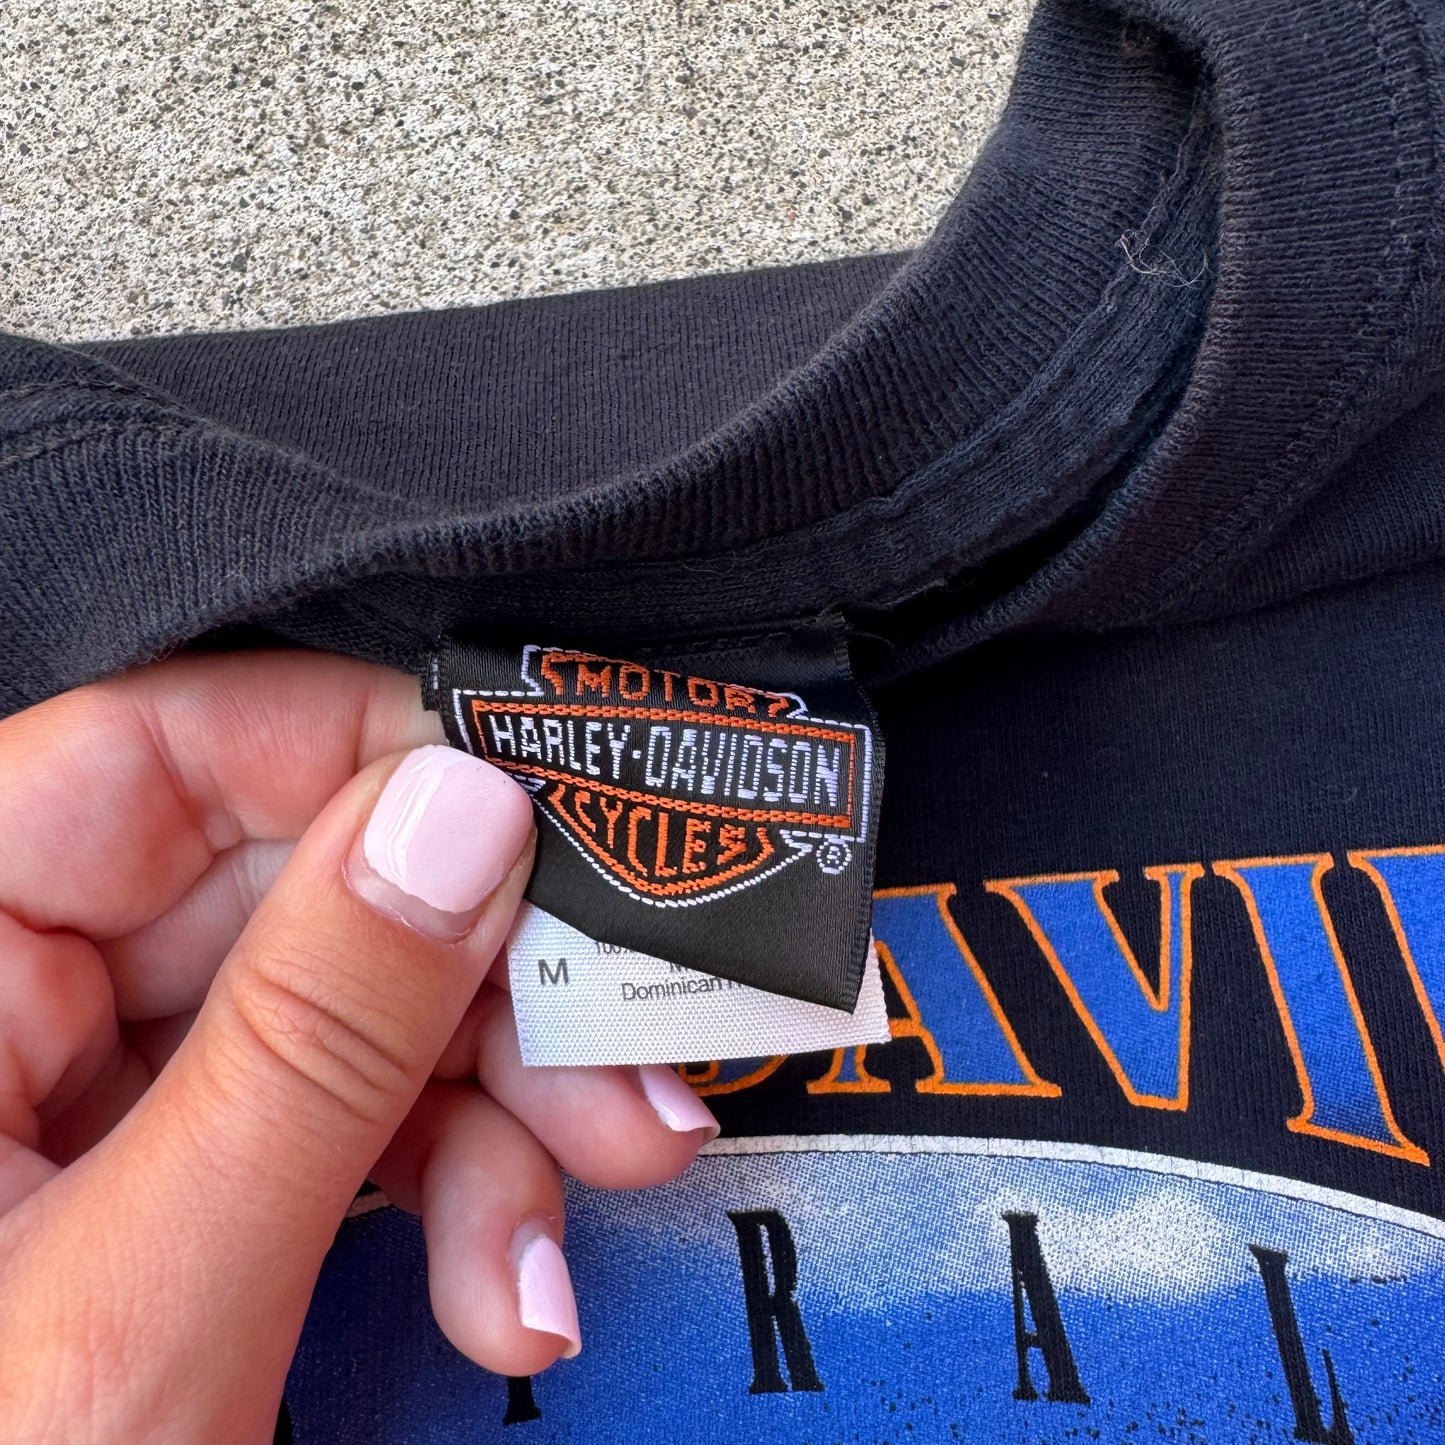 MOTOR
HARLEY-DAVIDSON
CYCLES
®
M
Dominican
DAVI
R A L